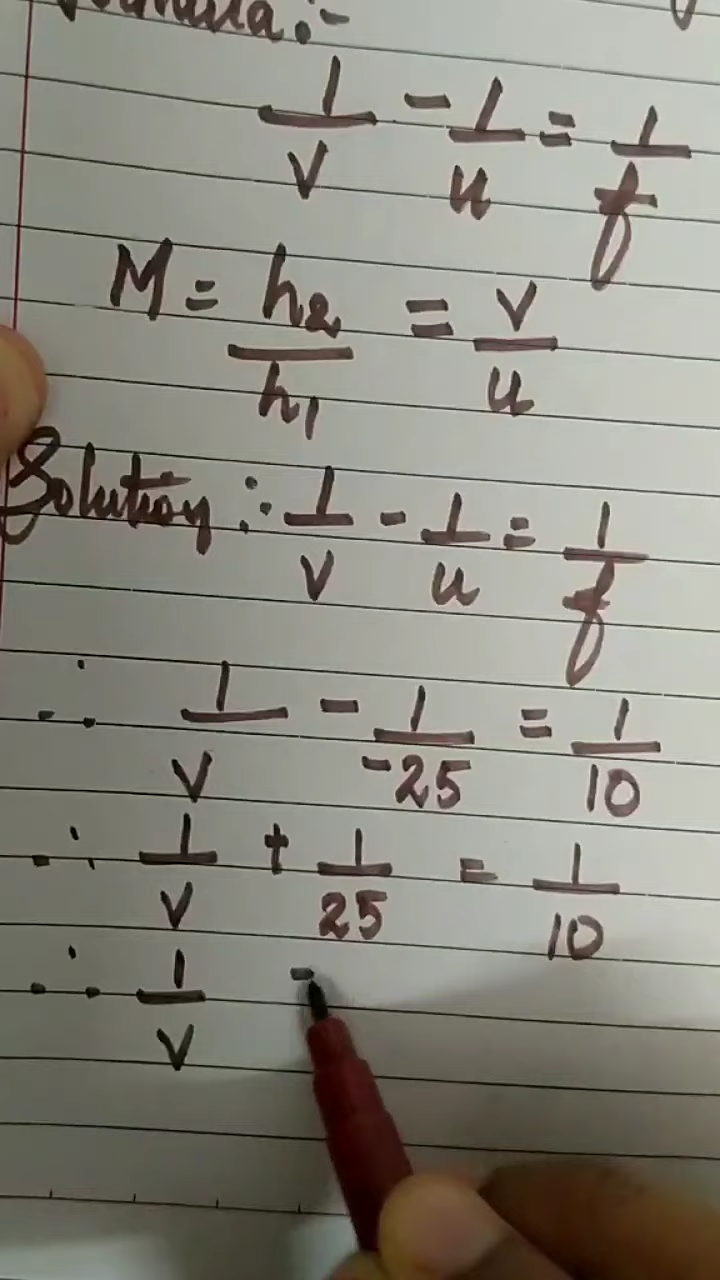 Formula :-
1/v - 1/u = 1/f
M = h₂/h₁ = v/u
Solution : 1/v - 1/u = 1/f
∴ 1/v - 1/-25 = 1/10
∴ 1/v + 1/25 = 1/10
∴ 1/v -